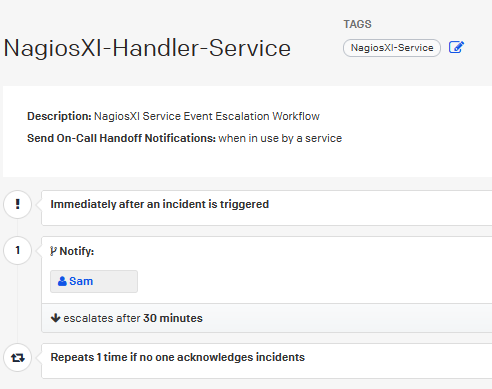 TAGS
NagiosXI-Handler-Service
NagiosXI-Service
Description: NagiosXI Service Event Escalation Workflow
Send On-Call Handoff Notifications: when in use by a service
!
Immediately after an incident is triggered
1
Notify:
Sam
escalates after 30 minutes
Repeats 1 time if no one acknowledges incidents